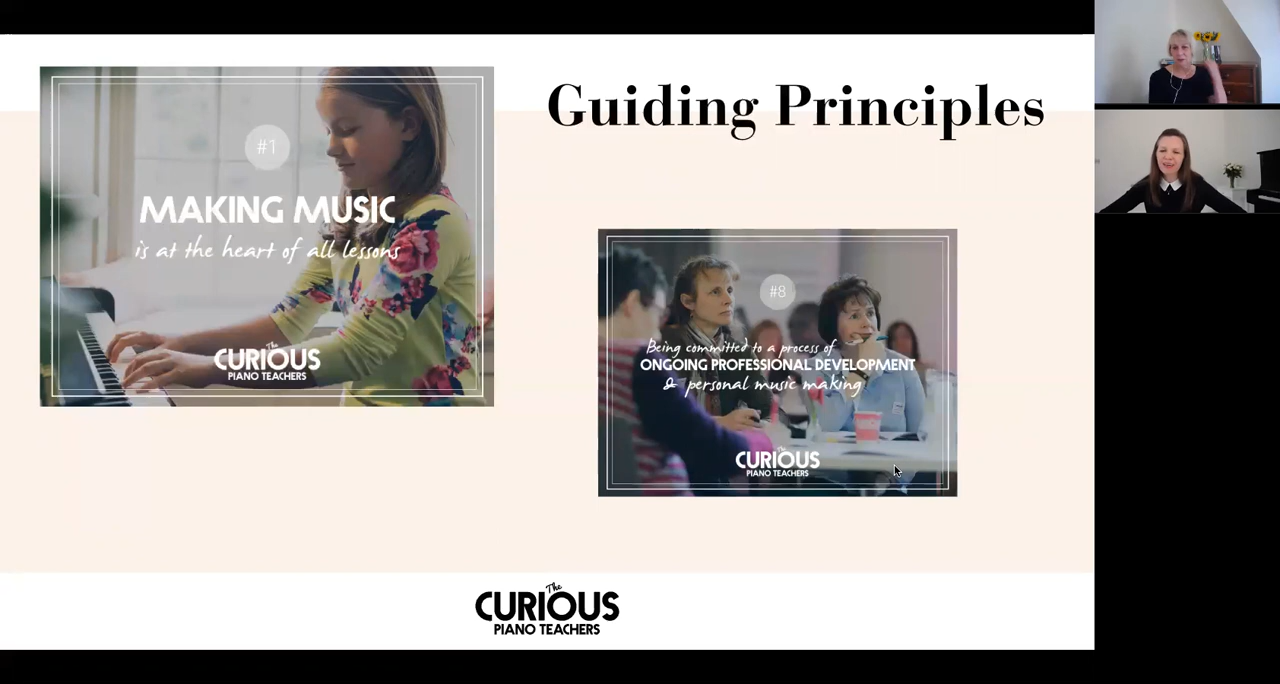 Guiding Principles
#1
MAKING MUSIC
is at the heart of all lessons
The
CURIOUS
PIANO TEACHERS
#8
Being committed to a process of
ONGOING PROFESSIONAL DEVELOPMENT
& personal music making
The
CURIOUS
PIANO TEACHERS
The
CURIOUS
PIANO TEACHERS